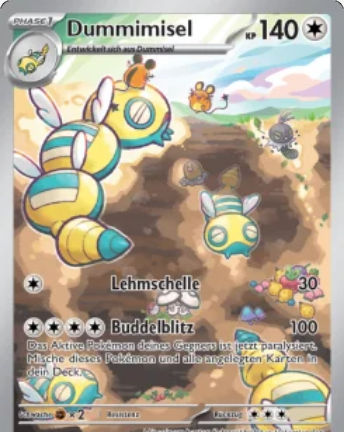 PHASE 1
Dummimisel
KP 140
Entwickelt sich aus Dummisel
Lehmschelle 30
Buddelblitz 100
Das Aktive Pokémon deines Gegners ist jetzt paralysiert.
Mische dieses Pokémon und alle angelegten Karten in
dein Deck.
Schwäche ×2 Resistenz Rückzug